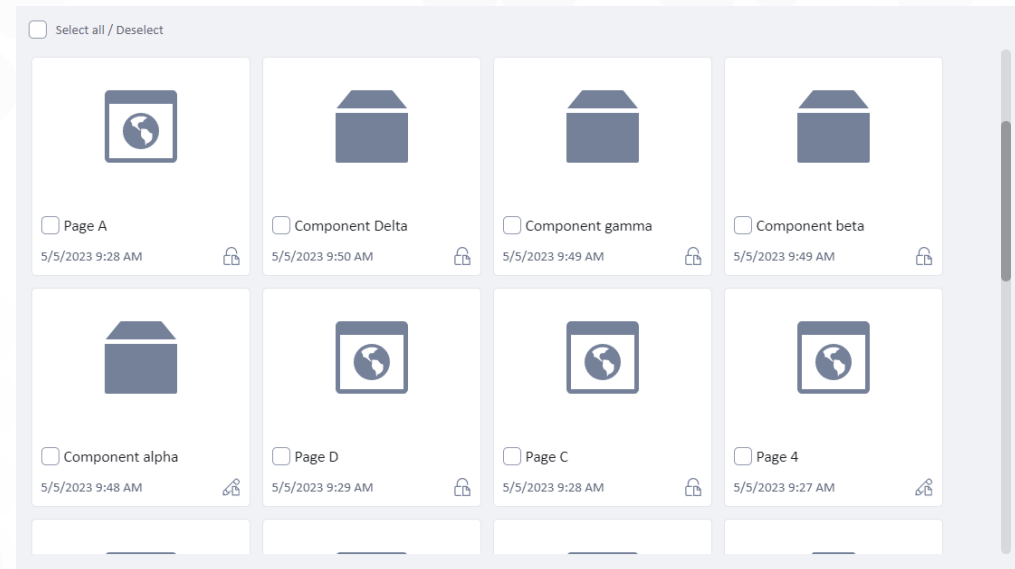 Select all / Deselect
Page A
5/5/2023 9:28 AM
Component Delta
5/5/2023 9:50 AM
Component gamma
5/5/2023 9:49 AM
Component beta
5/5/2023 9:49 AM
Component alpha
5/5/2023 9:48 AM
Page D
5/5/2023 9:29 AM
Page C
5/5/2023 9:28 AM
Page 4
5/5/2023 9:27 AM